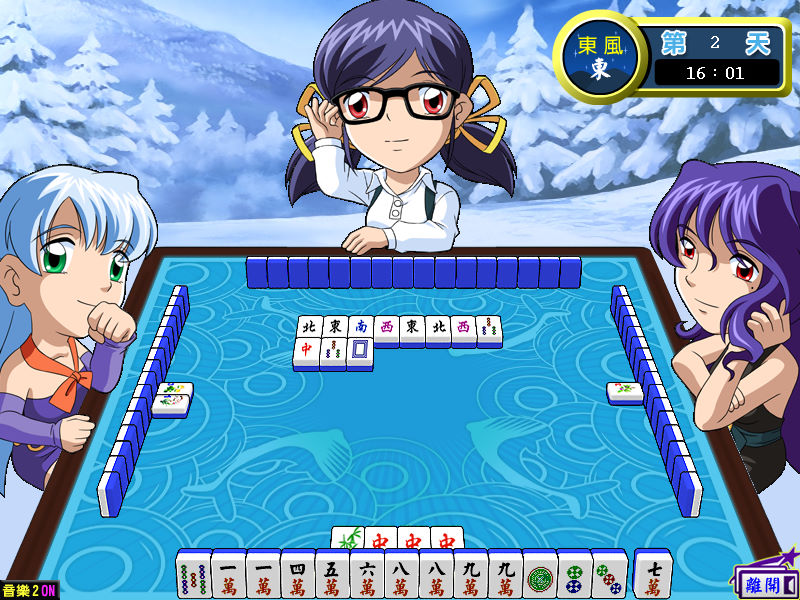 東風
東
第 2 天
16:01
北 東 南 西 東 北 西
中
中 中 中
一萬 一萬 四萬 五萬 六萬 八萬 八萬 九萬 九萬 七萬
音樂2ON
離開